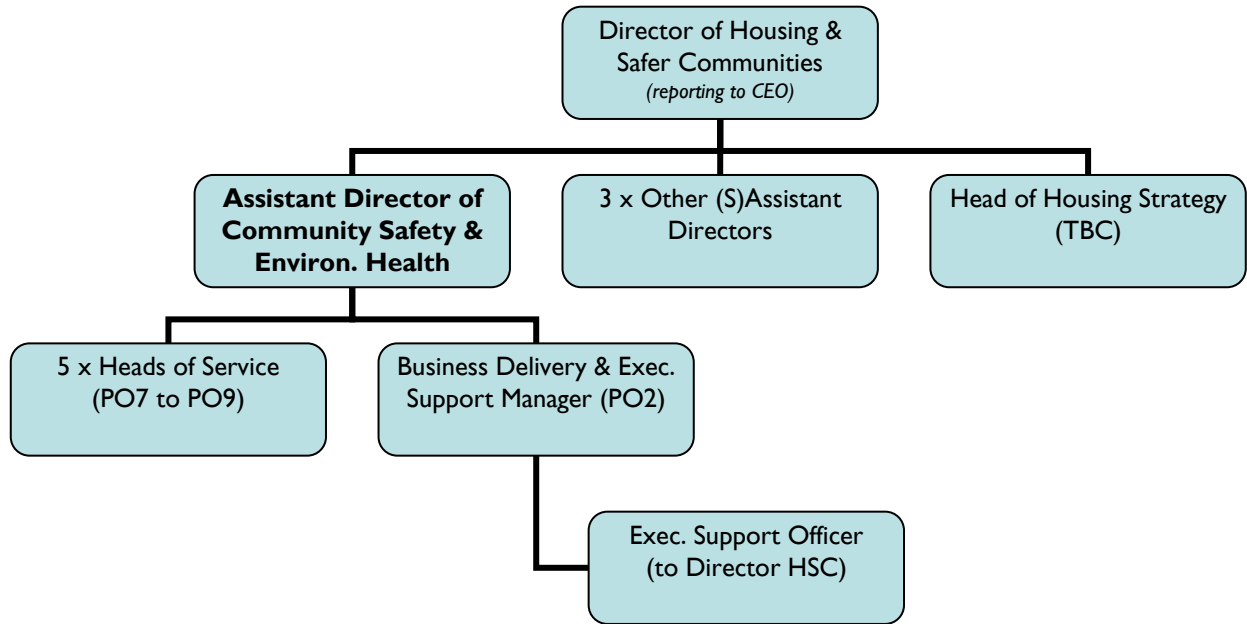 Director of Housing &
Safer Communities
(reporting to CEO)
Assistant Director of
Community Safety &
Environ. Health
3 x Other (S)Assistant
Directors
Head of Housing Strategy
(TBC)
5 x Heads of Service
(PO7 to PO9)
Business Delivery & Exec.
Support Manager (PO2)
Exec. Support Officer
(to Director HSC)